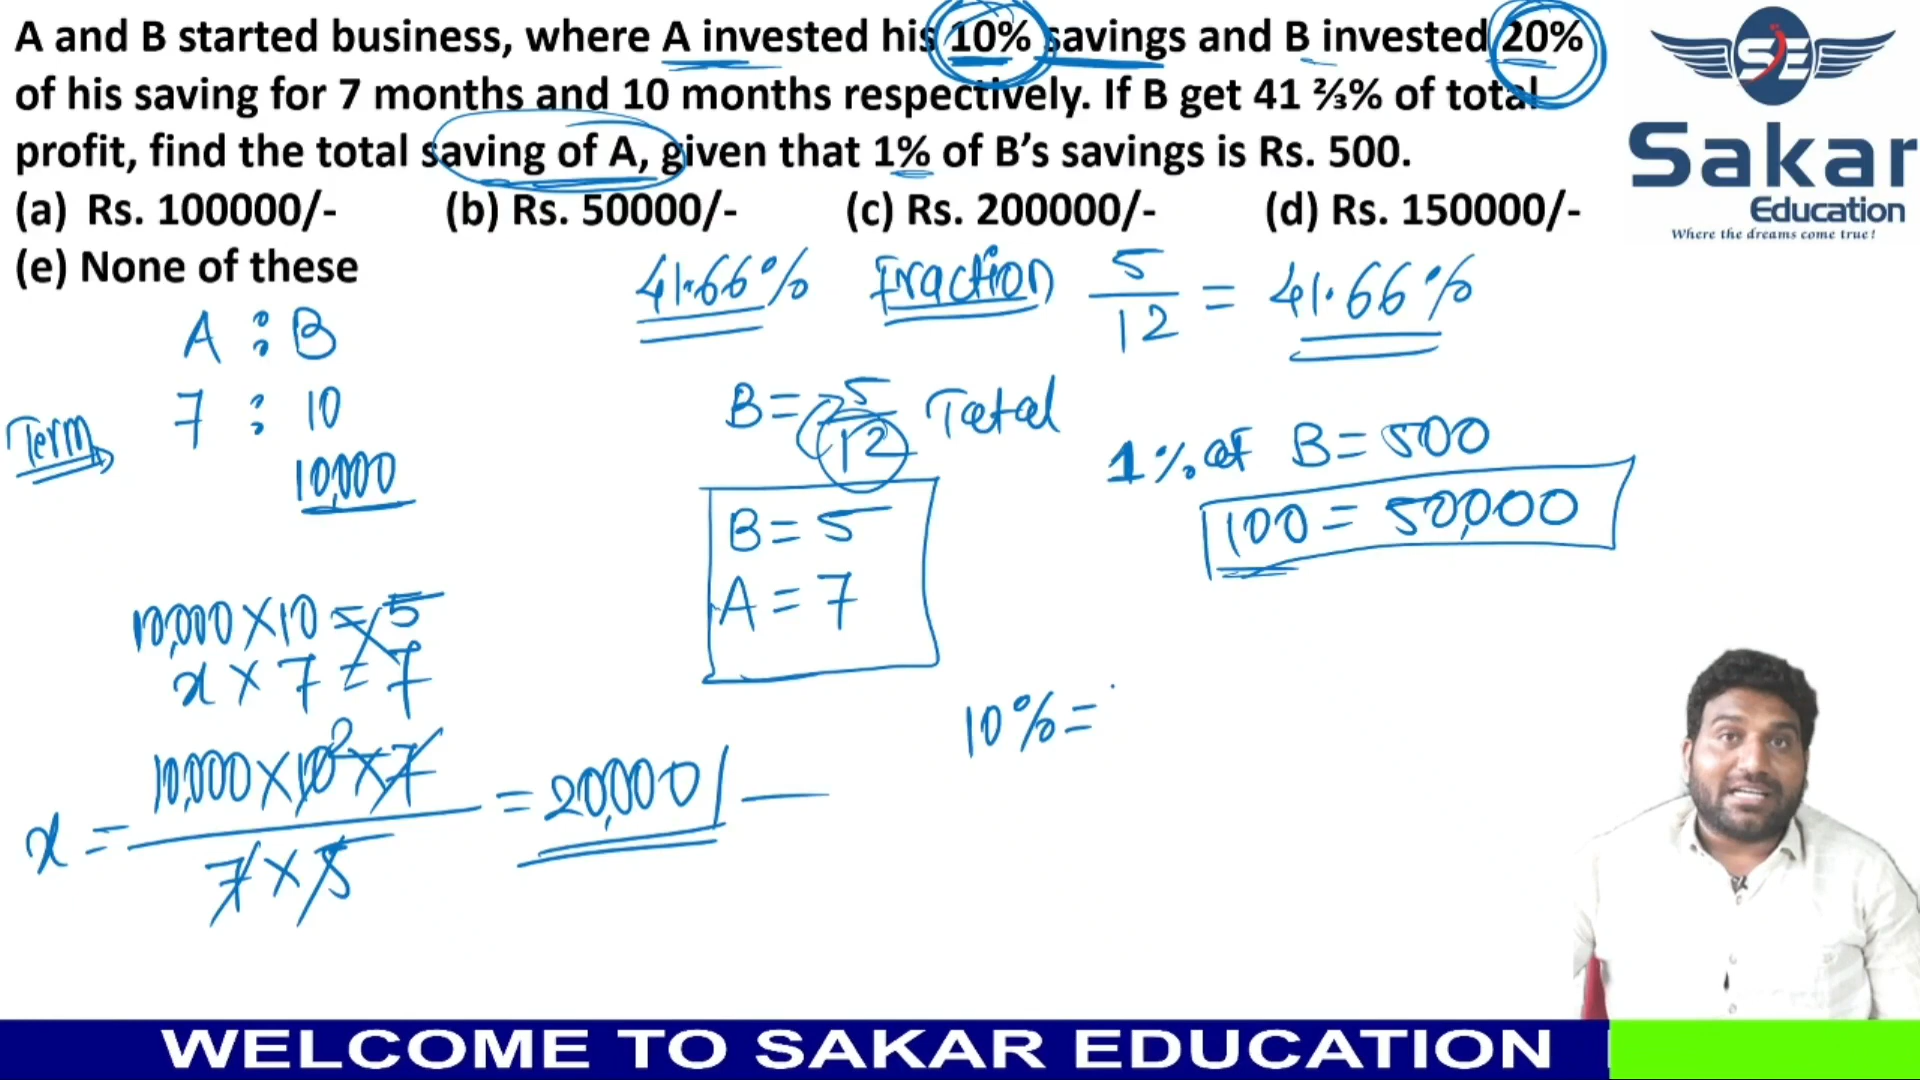 A and B started business, where A invested his 10% savings and B invested 20%
of his saving for 7 months and 10 months respectively. If B get 41 ⅔% of total
profit, find the total saving of A, given that 1% of B’s savings is Rs. 500.
(a) Rs. 100000/- (b) Rs. 50000/- (c) Rs. 200000/- (d) Rs. 150000/-
(e) None of these
SE
Sakar
Education
Where the dreams come true!
41.66% Fraction 5/12 = 41.66%
A : B
Term 7 : 10
10,000
B = 5/12 Total
B = 5
A = 7
1% of B = 500
100 = 50,000
10,000 × 10 = 5
x × 7 = 7
x = 10,000 × 10 2 × 7 / 7 × 5 = 20,000/—
10% =
WELCOME TO SAKAR EDUCATION